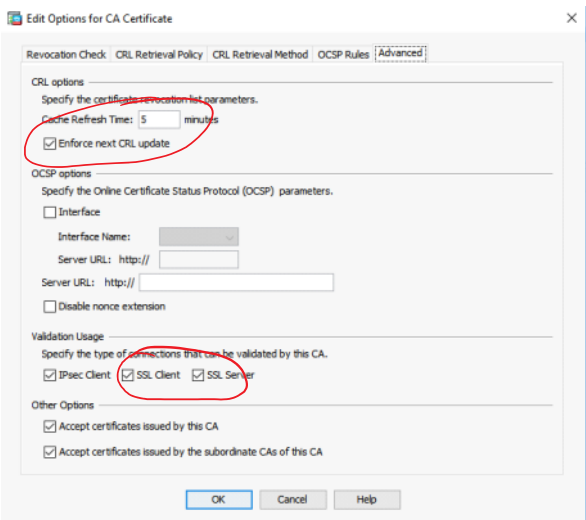 Edit Options for CA Certificate
Revocation Check CRL Retrieval Policy CRL Retrieval Method OCSP Rules Advanced
CRL options
Specify the certificate revocation list parameters.
Cache Refresh Time: 5 minutes
Enforce next CRL update
OCSP options
Specify the Online Certificate Status Protocol (OCSP) parameters.
Interface
Interface Name:
Server URL: http://
Server URL: http://
Disable nonce extension
Validation Usage
Specify the type of connections that can be validated by this CA.
IPsec Client SSL Client SSL Server
Other Options
Accept certificates issued by this CA
Accept certificates issued by the subordinate CAs of this CA
OK Cancel Help